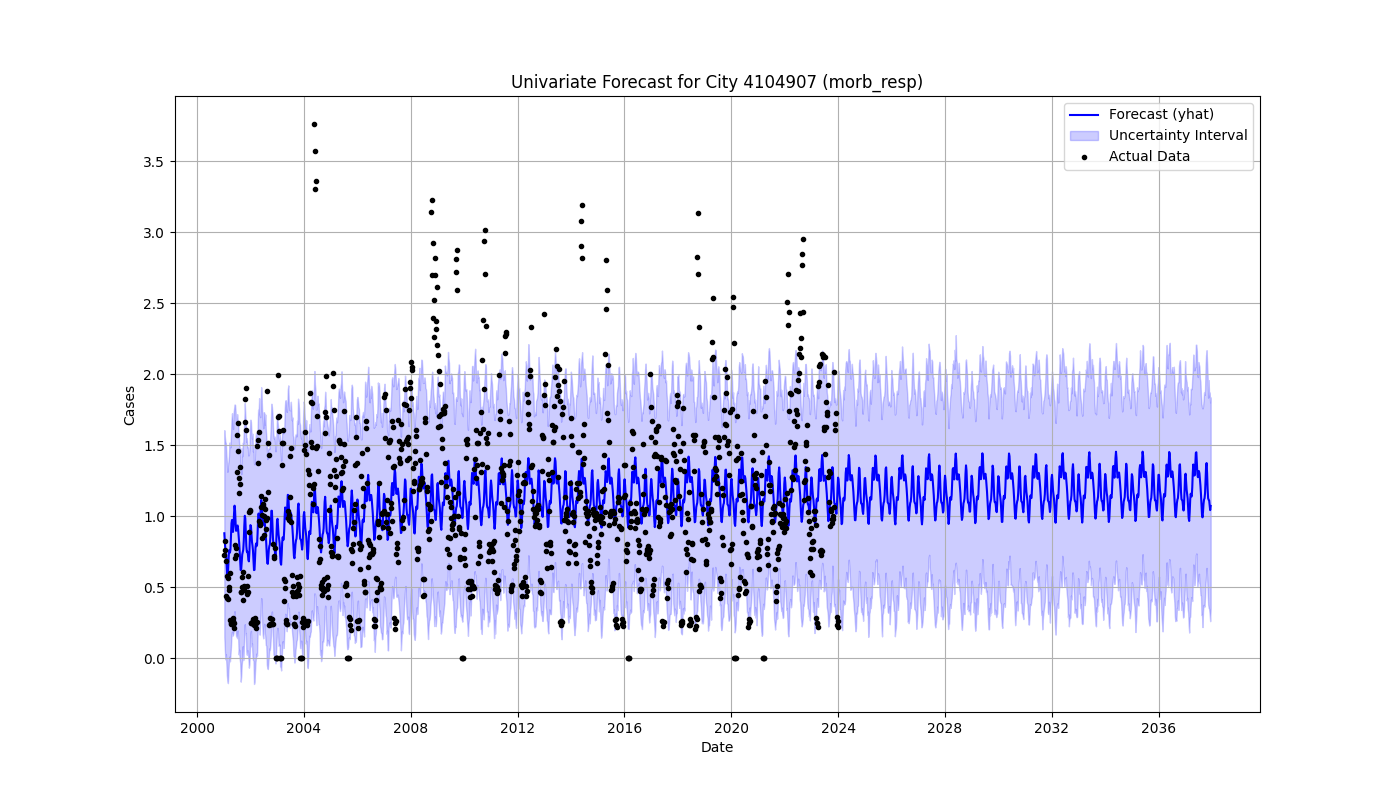 Univariate Forecast for City 4104907 (morb_resp)
Forecast (yhat)
Uncertainty Interval
Actual Data
Cases
3.5
3.0
2.5
2.0
1.5
1.0
0.5
0.0
2000 2004 2008 2012 2016 2020 2024 2028 2032 2036
Date